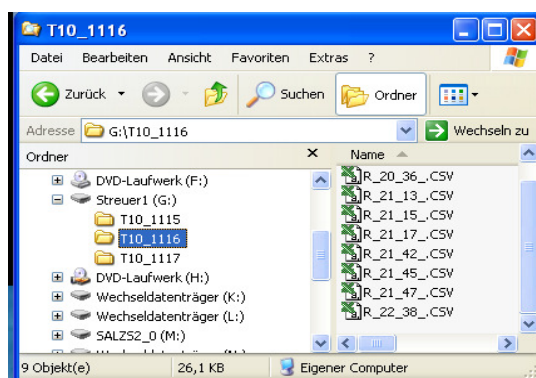 T10_1116
Datei Bearbeiten Ansicht Favoriten Extras ?
Zurück Suchen Ordner
Adresse G:\T10_1116 Wechseln zu
Ordner x
DVD-Laufwerk (F:)
Streuer1 (G:)
T10_1115
T10_1116
T10_1117
DVD-Laufwerk (H:)
Wechseldatenträger (K:)
Wechseldatenträger (L:)
SALZS2_0 (M:)
Name
R_20_36_.CSV
R_21_13_.CSV
R_21_15_.CSV
R_21_17_.CSV
R_21_42_.CSV
R_21_45_.CSV
R_21_47_.CSV
R_22_38_.CSV
9 Objekt(e) 26,1 KB Eigener Computer